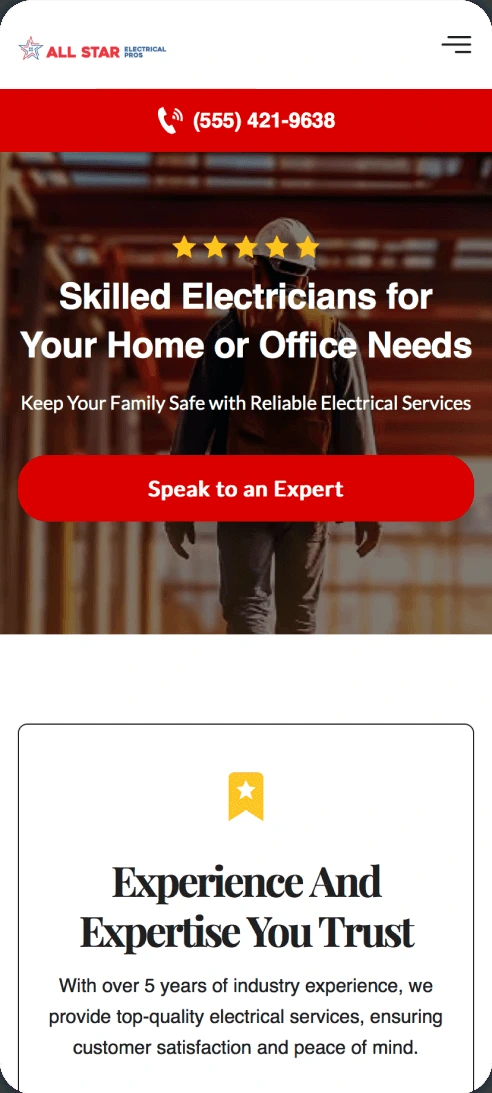 ALL STAR ELECTRICAL PROS
(555) 421-9638
Skilled Electricians for
Your Home or Office Needs
Keep Your Family Safe with Reliable Electrical Services
Speak to an Expert
Experience And
Expertise You Trust
With over 5 years of industry experience, we
provide top-quality electrical services, ensuring
customer satisfaction and peace of mind.